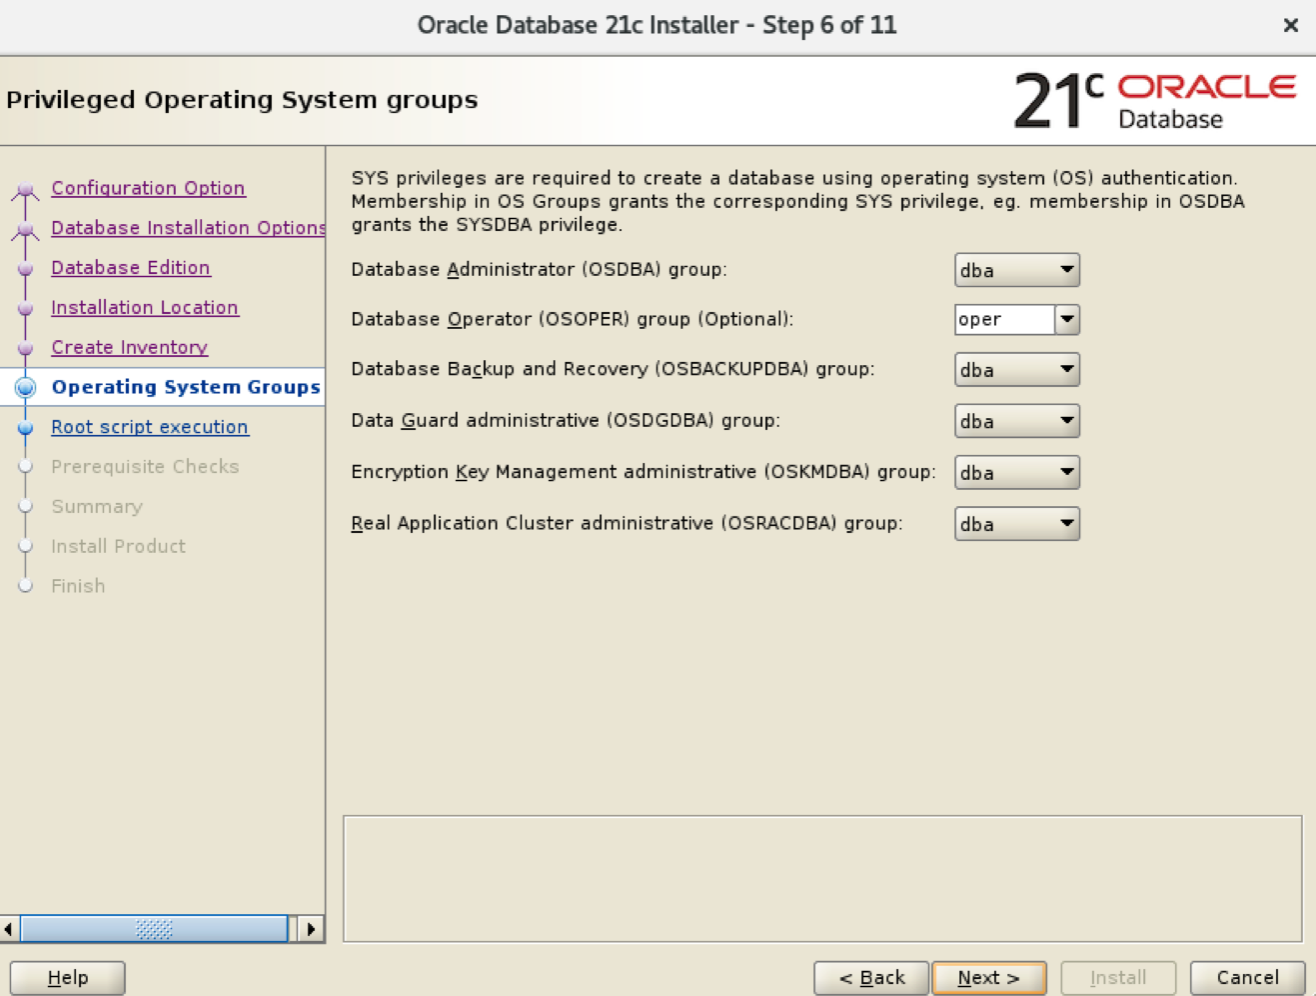 Oracle Database 21c Installer - Step 6 of 11
Privileged Operating System groups
21c ORACLE
Database
Configuration Option
Database Installation Options
Database Edition
Installation Location
Create Inventory
Operating System Groups
Root script execution
Prerequisite Checks
Summary
Install Product
Finish
SYS privileges are required to create a database using operating system (OS) authentication.
Membership in OS Groups grants the corresponding SYS privilege, eg. membership in OSDBA
grants the SYSDBA privilege.
Database Administrator (OSDBA) group: dba
Database Operator (OSOPER) group (Optional): oper
Database Backup and Recovery (OSBACKUPDBA) group: dba
Data Guard administrative (OSDGDBA) group: dba
Encryption Key Management administrative (OSKMDBA) group: dba
Real Application Cluster administrative (OSRACDBA) group: dba
Help < Back Next > Install Cancel